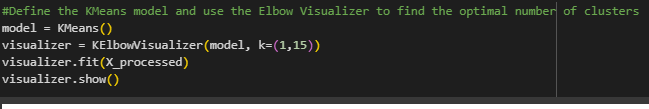 #Define the KMeans model and use the Elbow Visualizer to find the optimal number of clusters
model = KMeans()
visualizer = KElbowVisualizer(model, k=(1,15))
visualizer.fit(X_processed)
visualizer.show()